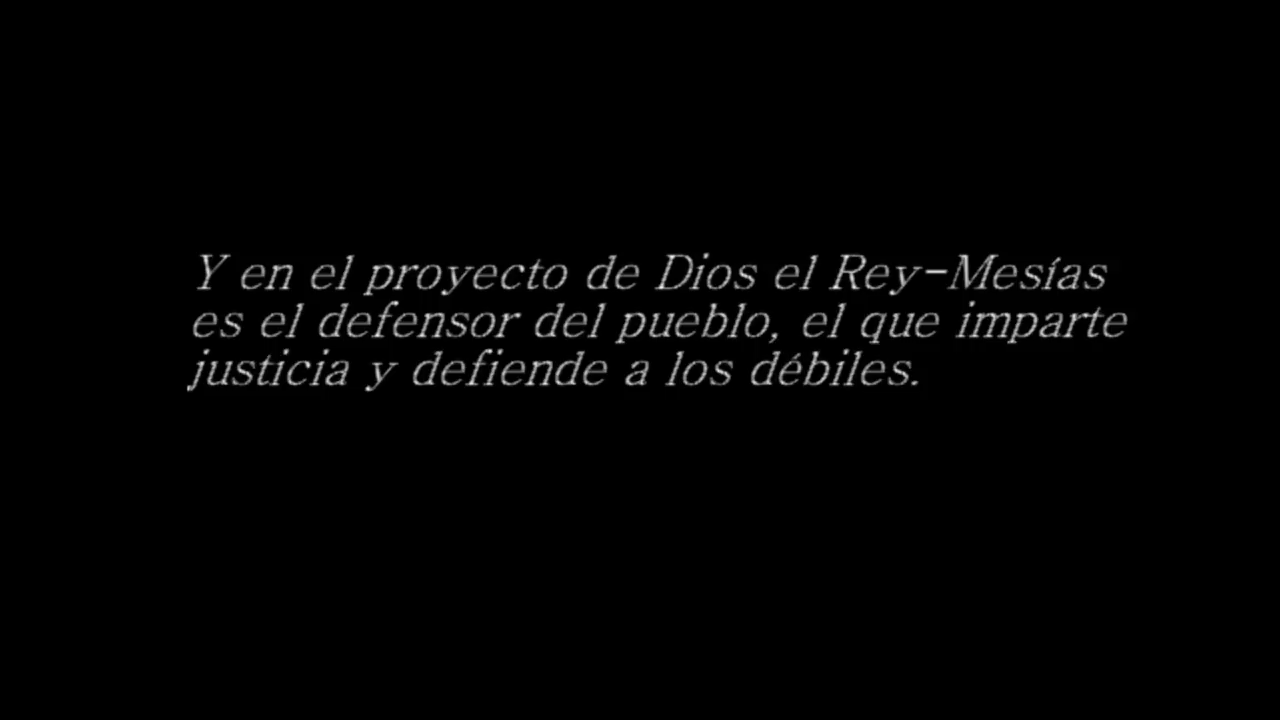 Y en el proyecto de Dios el Rey-Mesías
es el defensor del pueblo, el que imparte
justicia y defiende a los débiles.